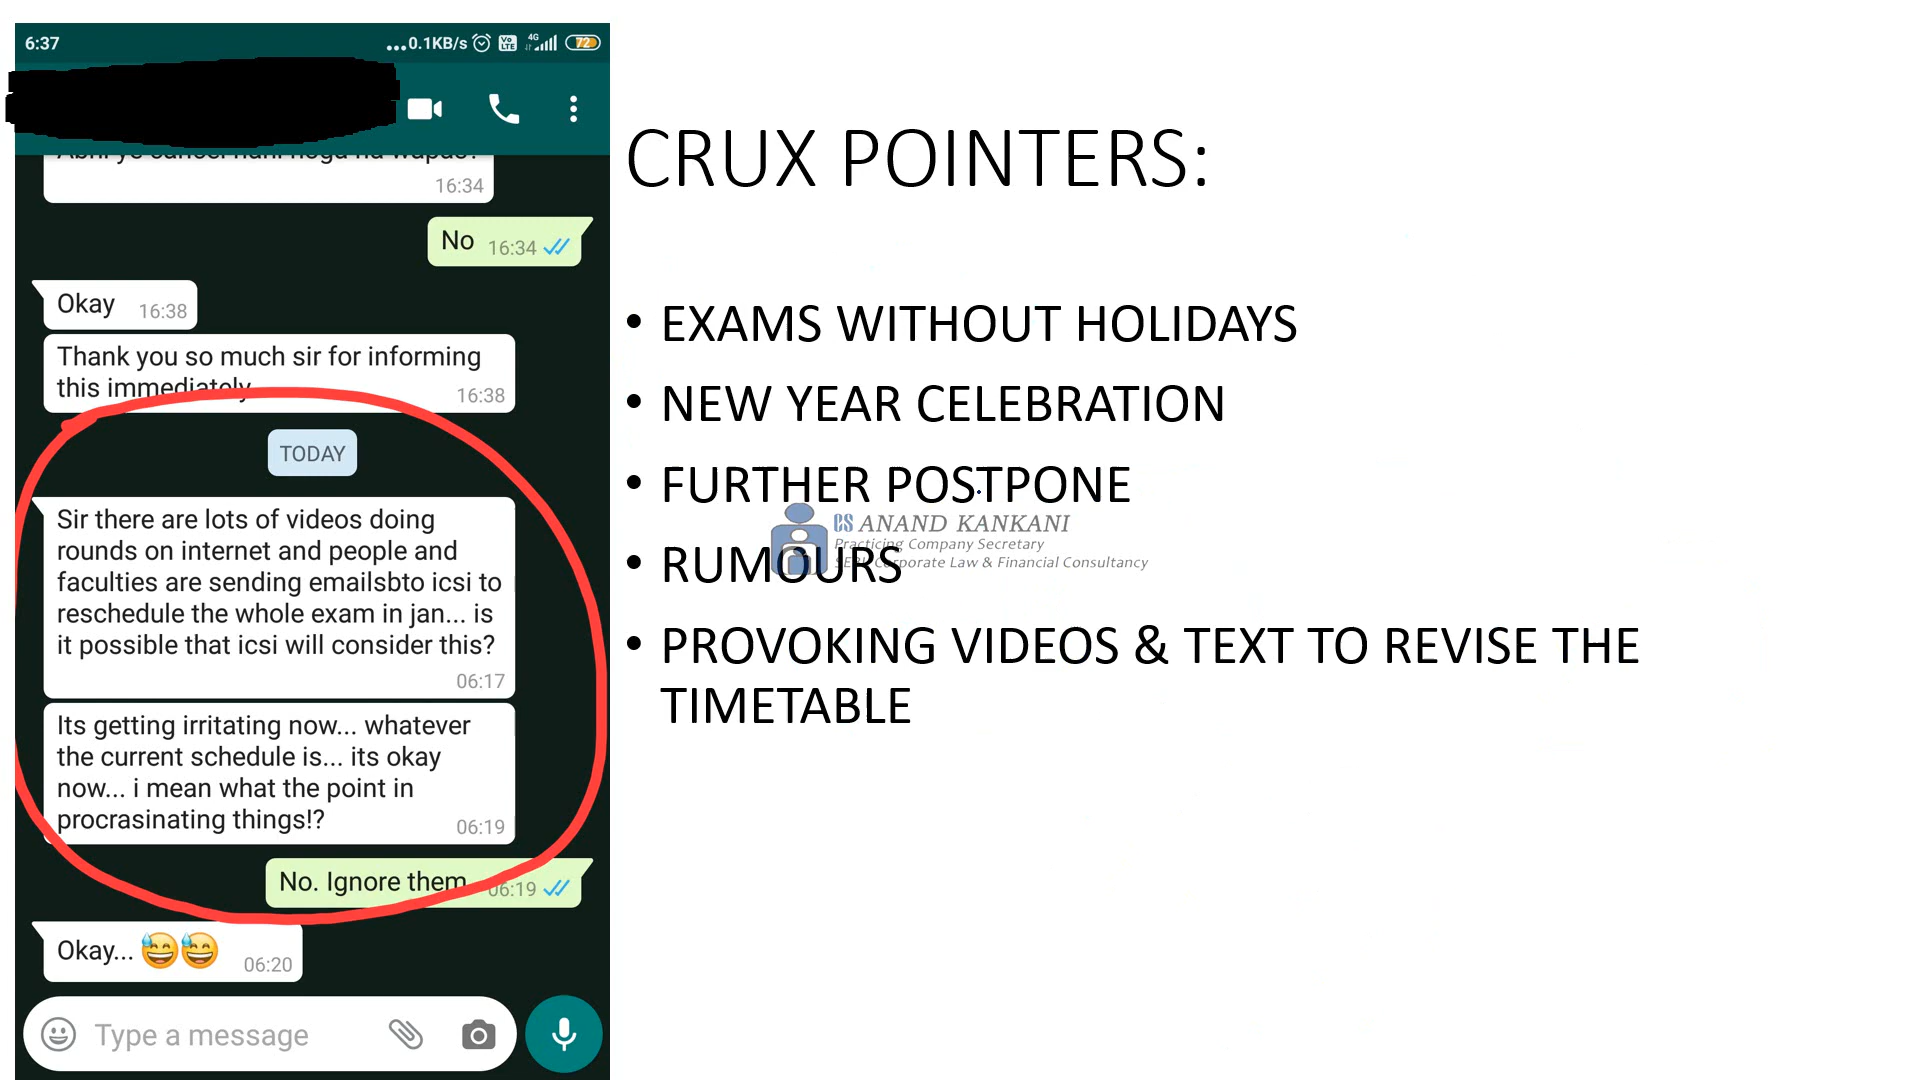 6:37
...0.1KB/s
Vo
LTE
4G
72
16:34
No 16:34
Okay 16:38
Thank you so much sir for informing
this immediately
16:38
TODAY
Sir there are lots of videos doing
rounds on internet and people and
faculties are sending emailsbto icsi to
reschedule the whole exam in jan... is
it possible that icsi will consider this?
06:17
Its getting irritating now... whatever
the current schedule is... its okay
now... i mean what the point in
procrasinating things!?
06:19
No. Ignore them 06:19
Okay... 😅😅 06:20
Type a message
CRUX POINTERS:
• EXAMS WITHOUT HOLIDAYS
• NEW YEAR CELEBRATION
• FURTHER POSTPONE
CS ANAND KANKANI
Practicing Company Secretary
SEBI, Corporate Law & Financial Consultancy
• RUMOURS
• PROVOKING VIDEOS & TEXT TO REVISE THE
TIMETABLE